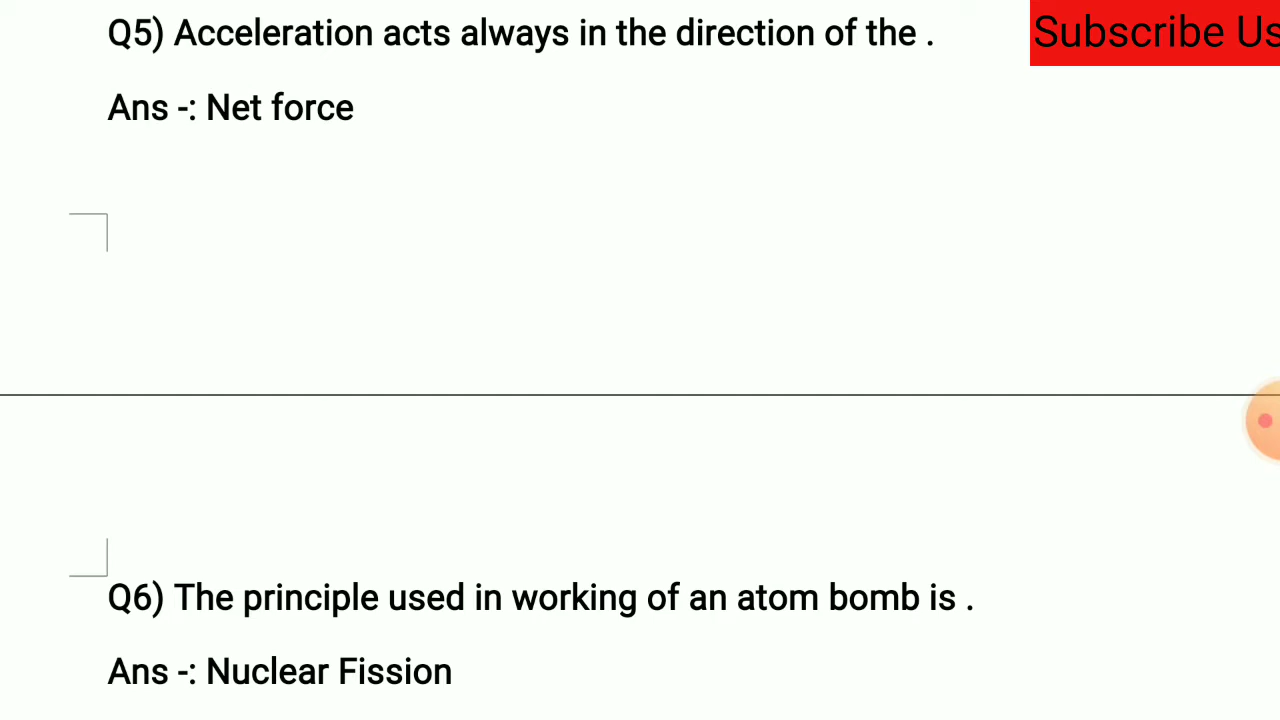 Q5) Acceleration acts always in the direction of the .
Subscribe Us
Ans -: Net force
Q6) The principle used in working of an atom bomb is .
Ans -: Nuclear Fission